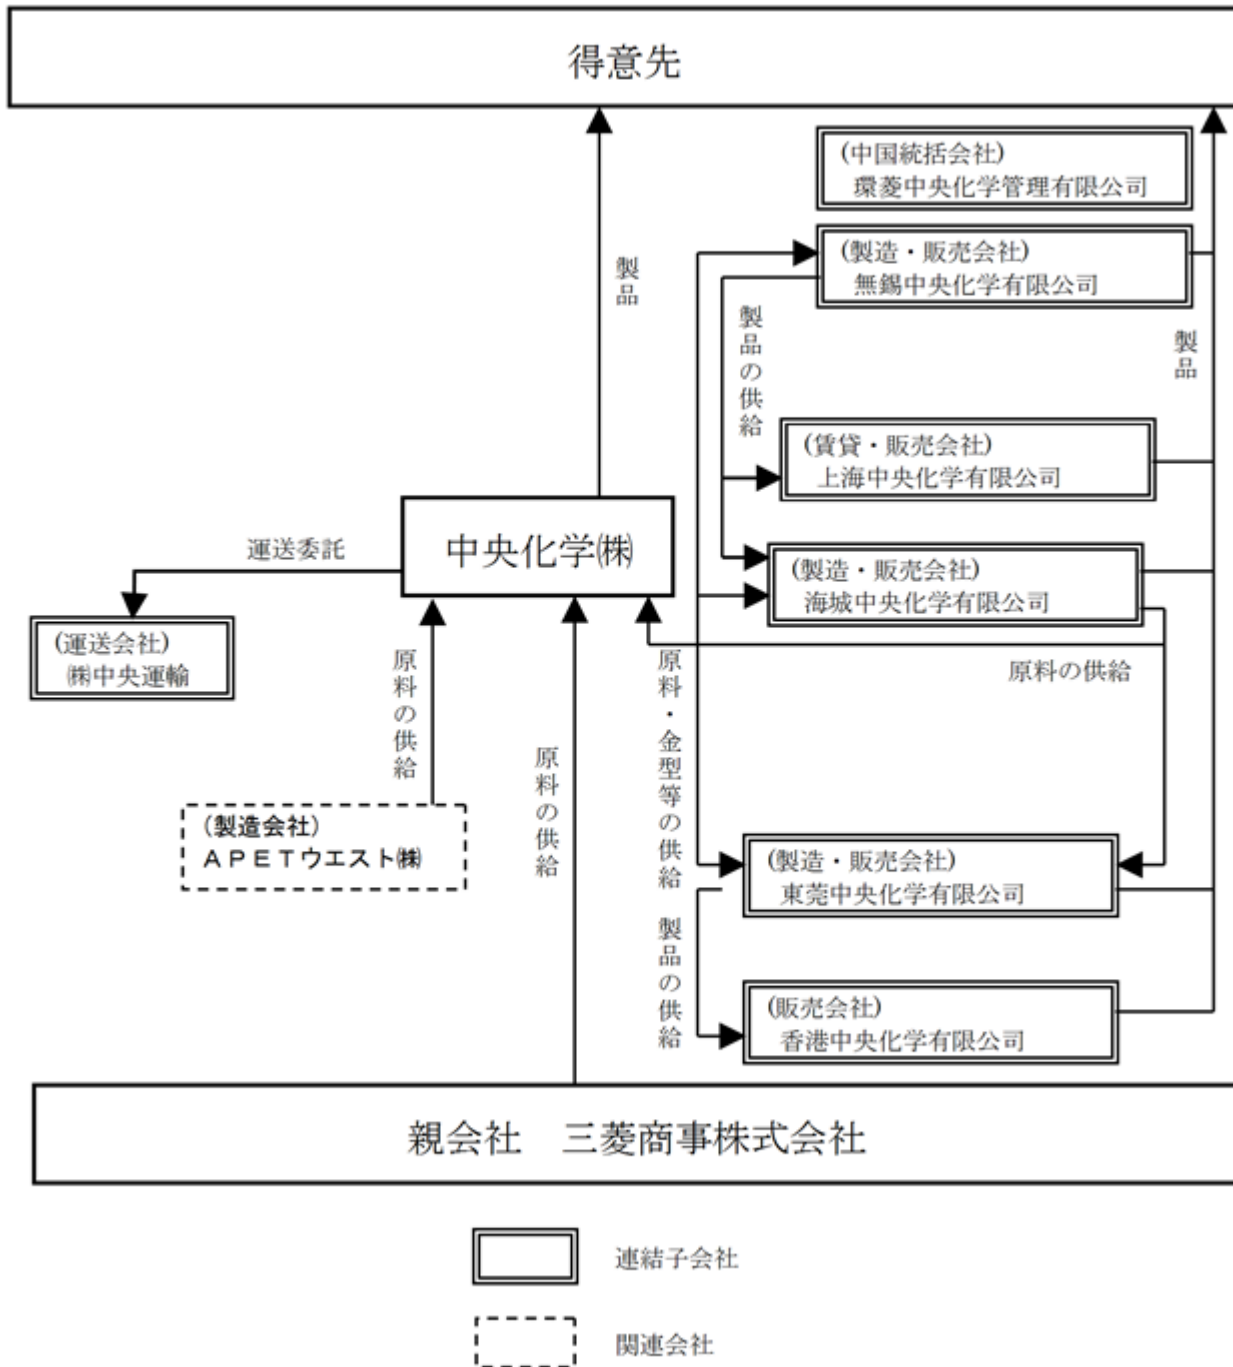 得意先
(中国統括会社)
環菱中央化学管理有限公司
(製造・販売会社)
無錫中央化学有限公司
製品
製品の供給
製品
(賃貸・販売会社)
上海中央化学有限公司
中央化学㈱
運送委託
(製造・販売会社)
海城中央化学有限公司
(運送会社)
㈱中央運輸
原料の供給
原料の供給
原料・金型等の供給
原料の供給
(製造会社)
ＡＰＥＴウエスト㈱
(製造・販売会社)
東莞中央化学有限公司
製品の供給
(販売会社)
香港中央化学有限公司
親会社　三菱商事株式会社
連結子会社
関連会社